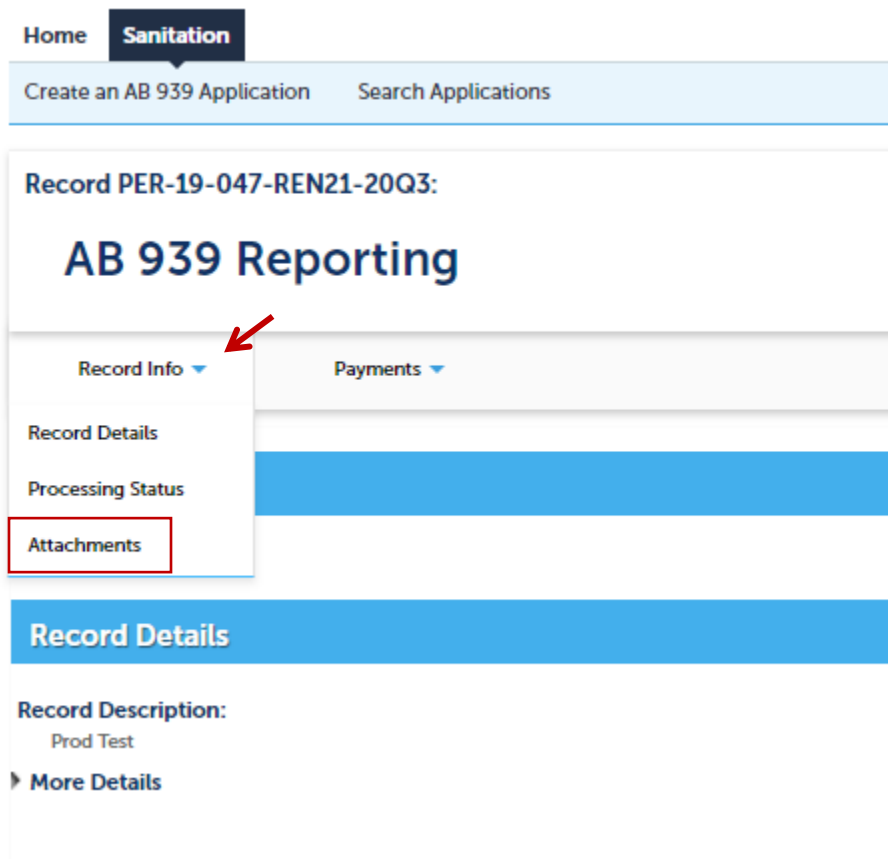 Home Sanitation
Create an AB 939 Application Search Applications
Record PER-19-047-REN21-20Q3:
AB 939 Reporting
Record Info Payments
Record Details
Processing Status
Attachments
Record Details
Record Description:
Prod Test
More Details